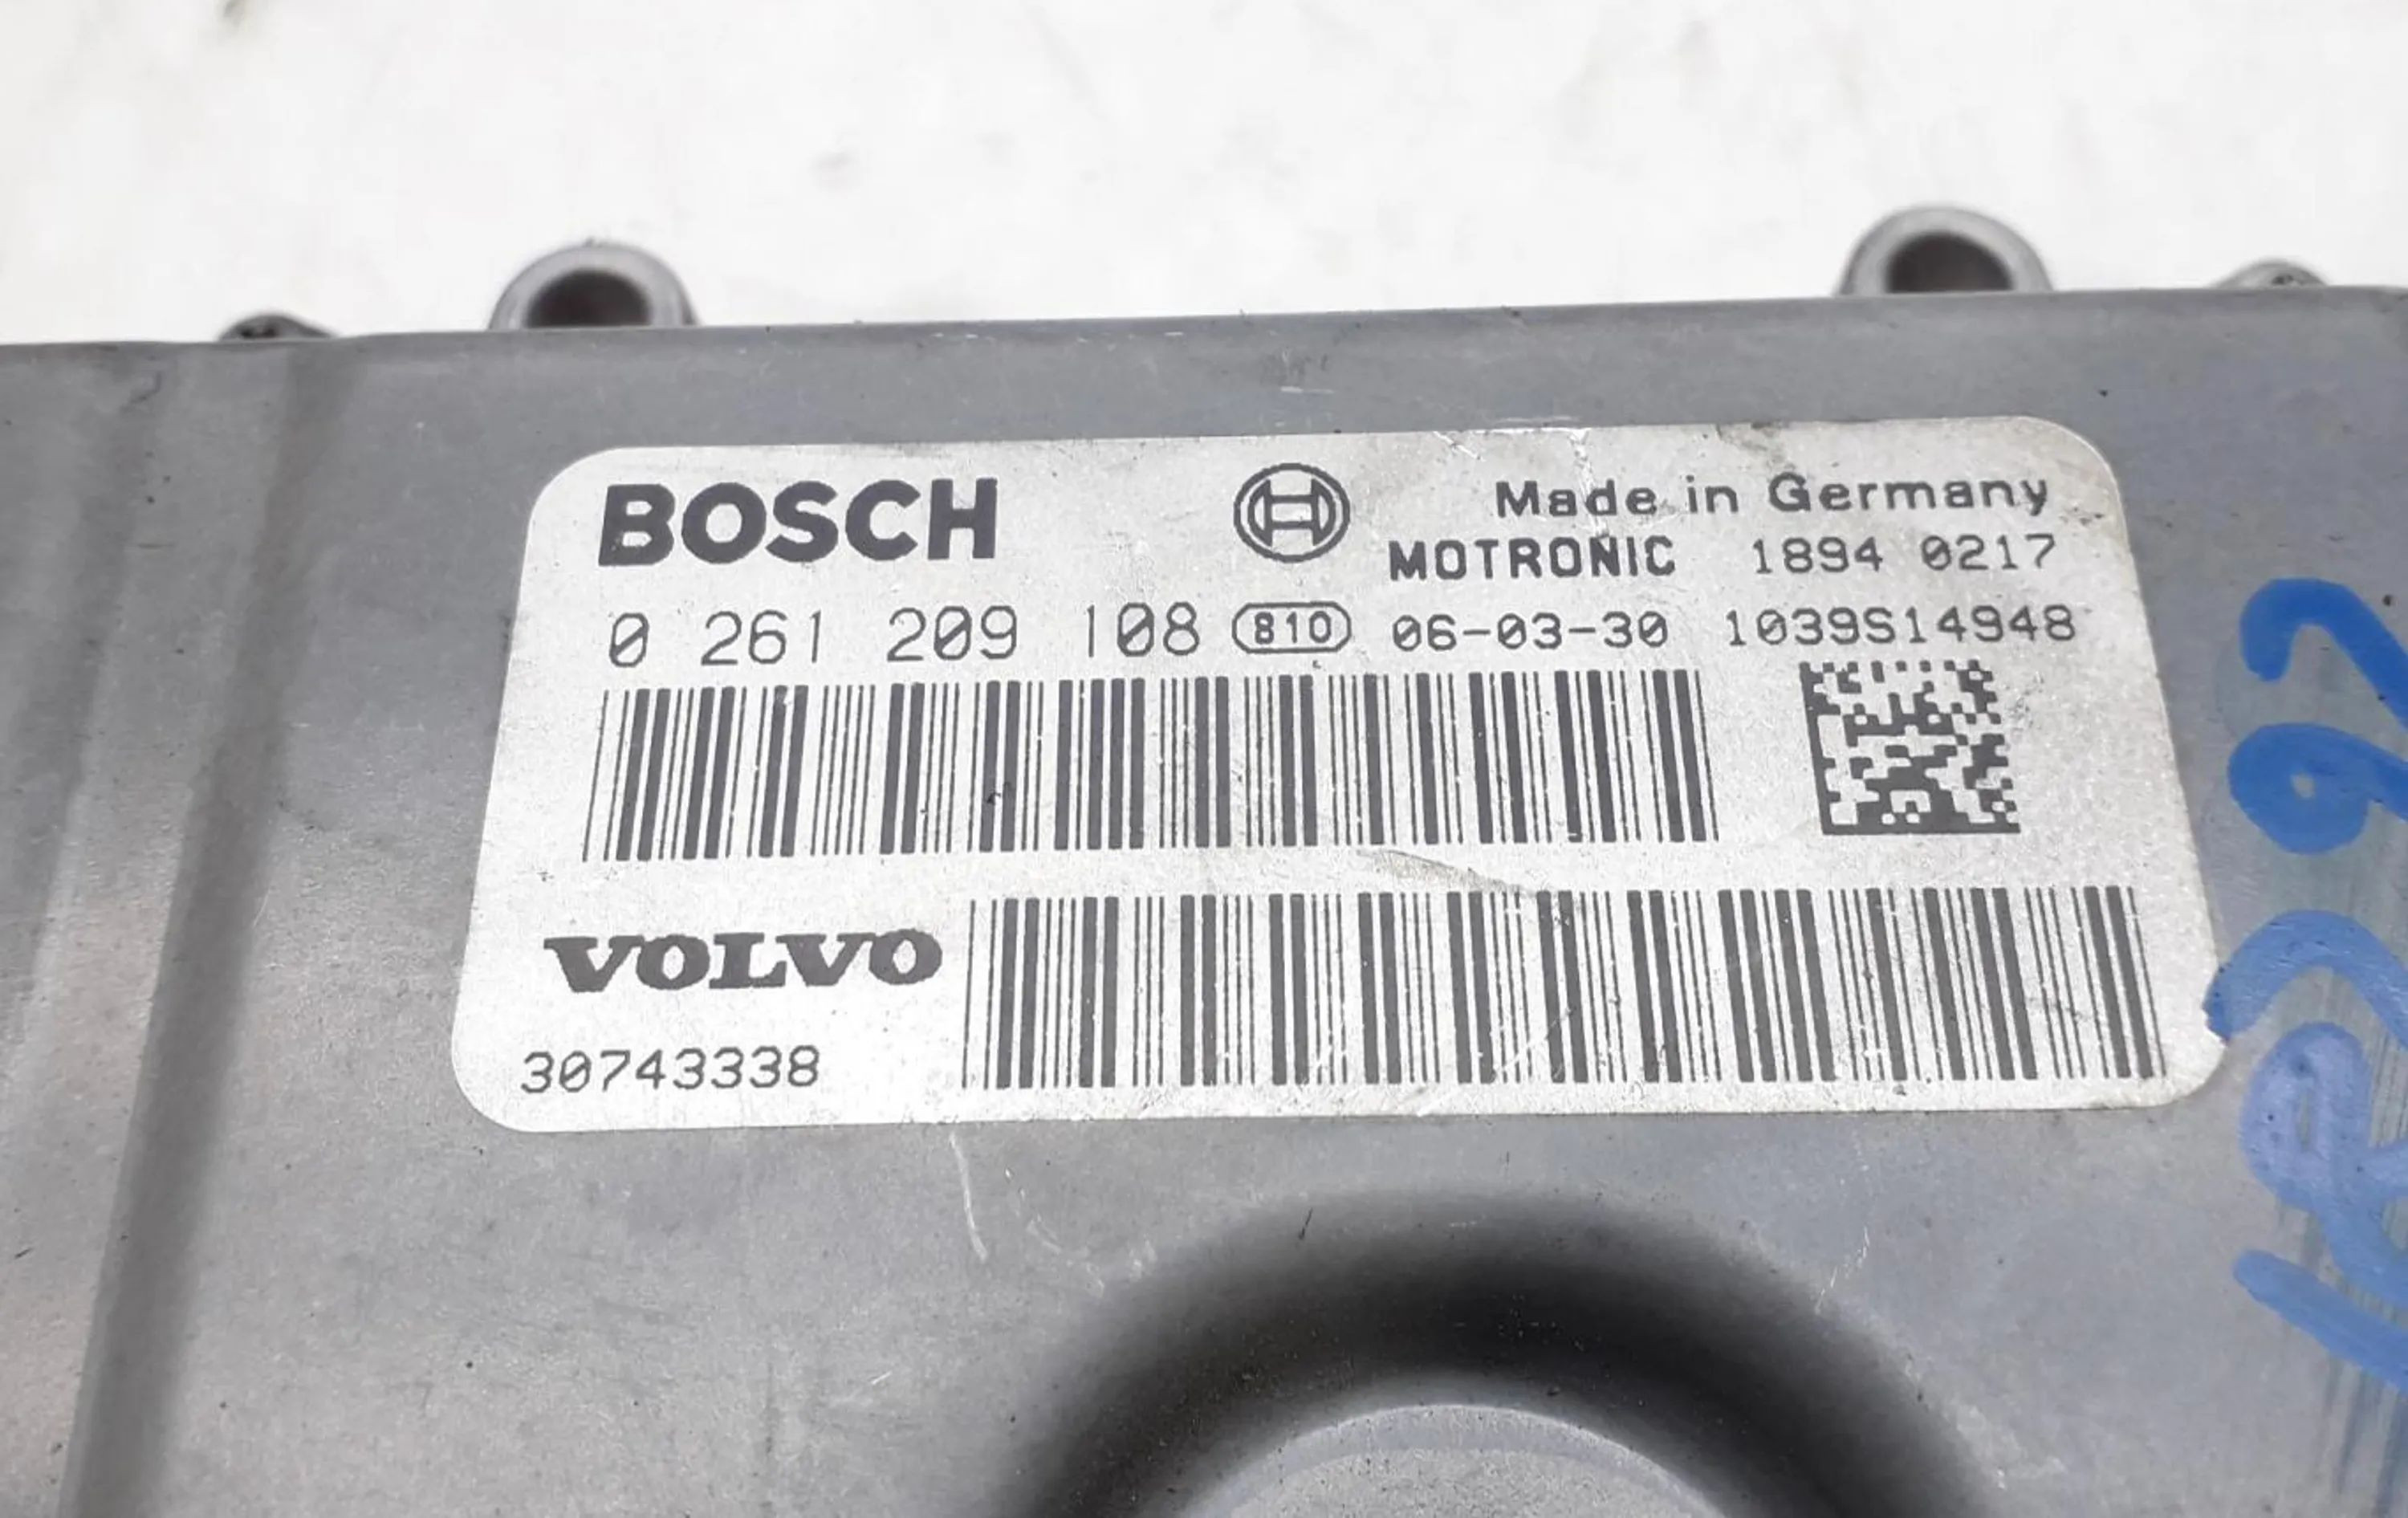 BOSCH
Made in Germany
MOTRONIC 1894 0217
0 261 209 108 810 06-03-30 1039S14948
VOLVO
30743338